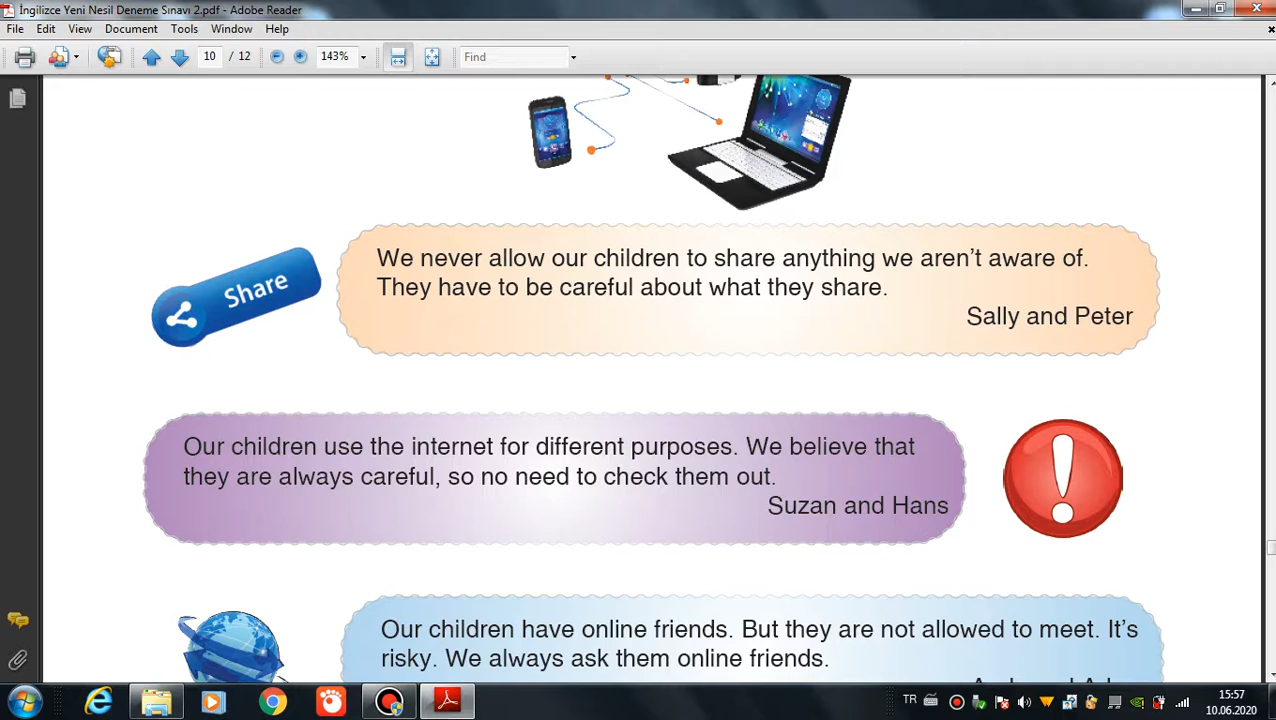 İngilizce Yeni Nesil Deneme Sınavı 2.pdf - Adobe Reader
File Edit View Document Tools Window Help
10 / 12 143% Find
Share
We never allow our children to share anything we aren't aware of.
They have to be careful about what they share.
Sally and Peter
Our children use the internet for different purposes. We believe that
they are always careful, so no need to check them out.
Suzan and Hans
Our children have online friends. But they are not allowed to meet. It's
risky. We always ask them online friends.
TR
15:57
10.06.2020